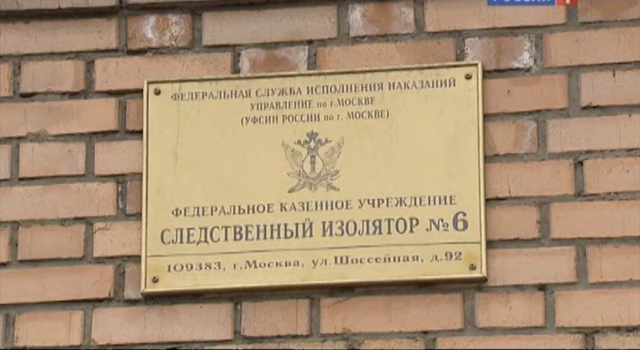 РОССИЯ 1
ФЕДЕРАЛЬНАЯ СЛУЖБА ИСПОЛНЕНИЯ НАКАЗАНИЙ
УПРАВЛЕНИЕ по г.МОСКВЕ
(УФСИН РОССИИ по г. МОСКВЕ)
ФЕДЕРАЛЬНОЕ КАЗЕННОЕ УЧРЕЖДЕНИЕ
СЛЕДСТВЕННЫЙ ИЗОЛЯТОР №6
109383, г.Москва, ул.Шоссейная, д.92